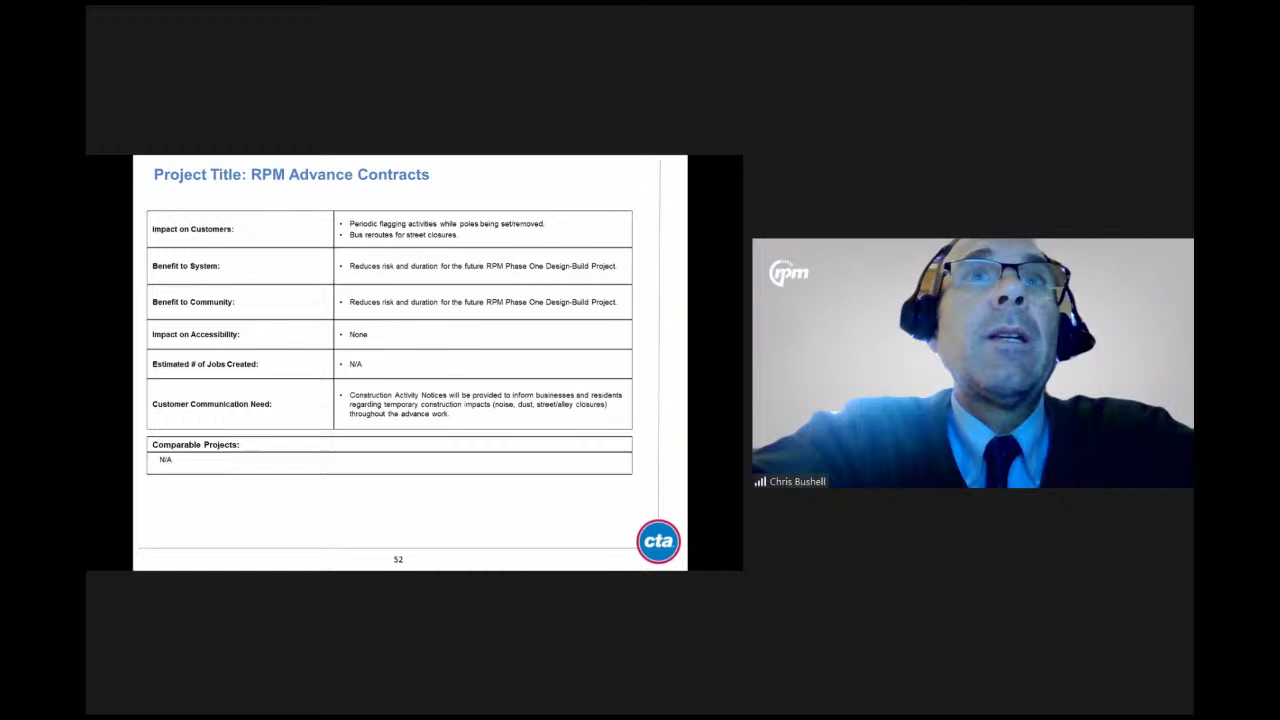 Project Title: RPM Advance Contracts
Impact on Customers:
• Periodic flagging activities while poles being set/removed.
• Bus reroutes for street closures.
Benefit to System:
• Reduces risk and duration for the future RPM Phase One Design-Build Project.
Benefit to Community:
• Reduces risk and duration for the future RPM Phase One Design-Build Project.
Impact on Accessibility:
• None
Estimated # of Jobs Created:
• N/A
Customer Communication Need:
• Construction Activity Notices will be provided to inform businesses and residents
regarding temporary construction impacts (noise, dust, street/alley closures)
throughout the advance work.
Comparable Projects:
N/A
cta
52
rpm
Chris Bushell